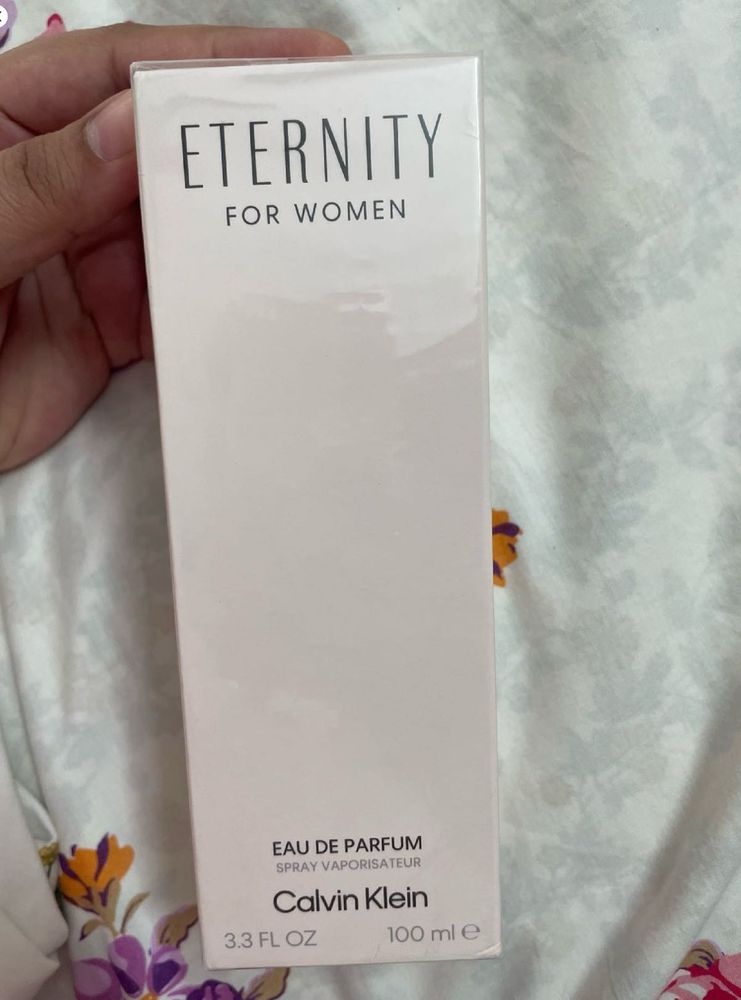 ETERNITY
FOR WOMEN
EAU DE PARFUM
SPRAY VAPORISATEUR
Calvin Klein
3.3 FL OZ 100 ml ℮